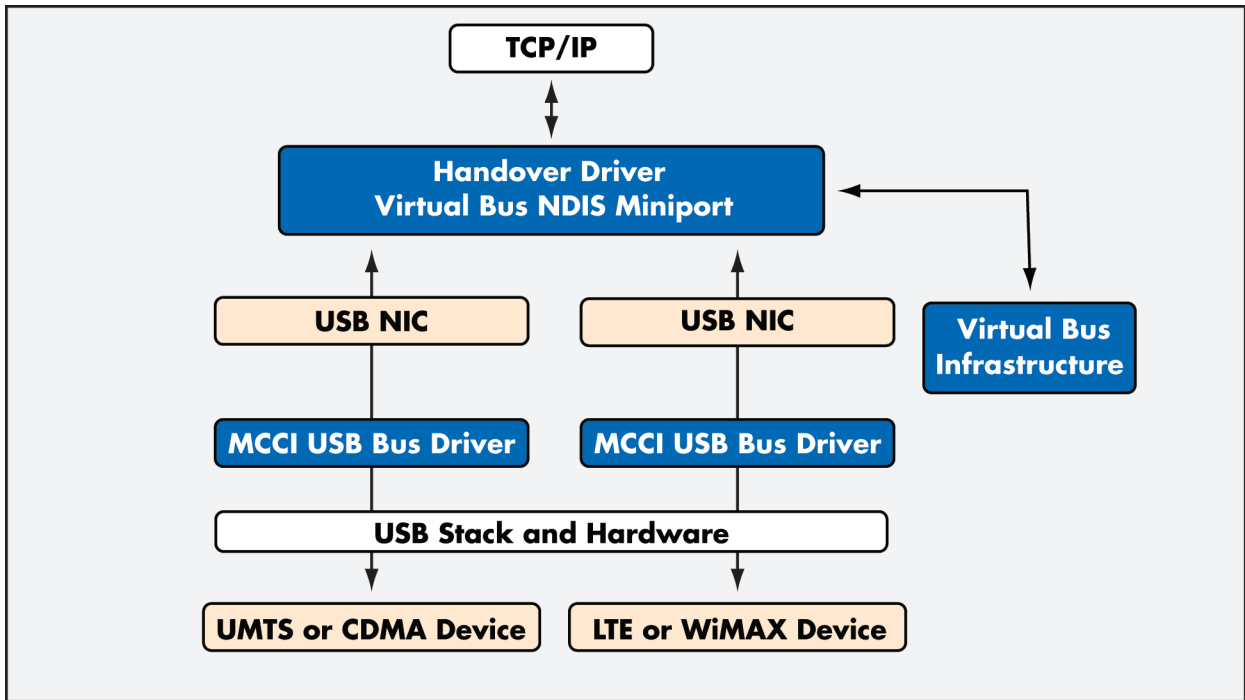 TCP/IP
Handover Driver
Virtual Bus NDIS Miniport
USB NIC
USB NIC
Virtual Bus
Infrastructure
MCCI USB Bus Driver
MCCI USB Bus Driver
USB Stack and Hardware
UMTS or CDMA Device
LTE or WiMAX Device